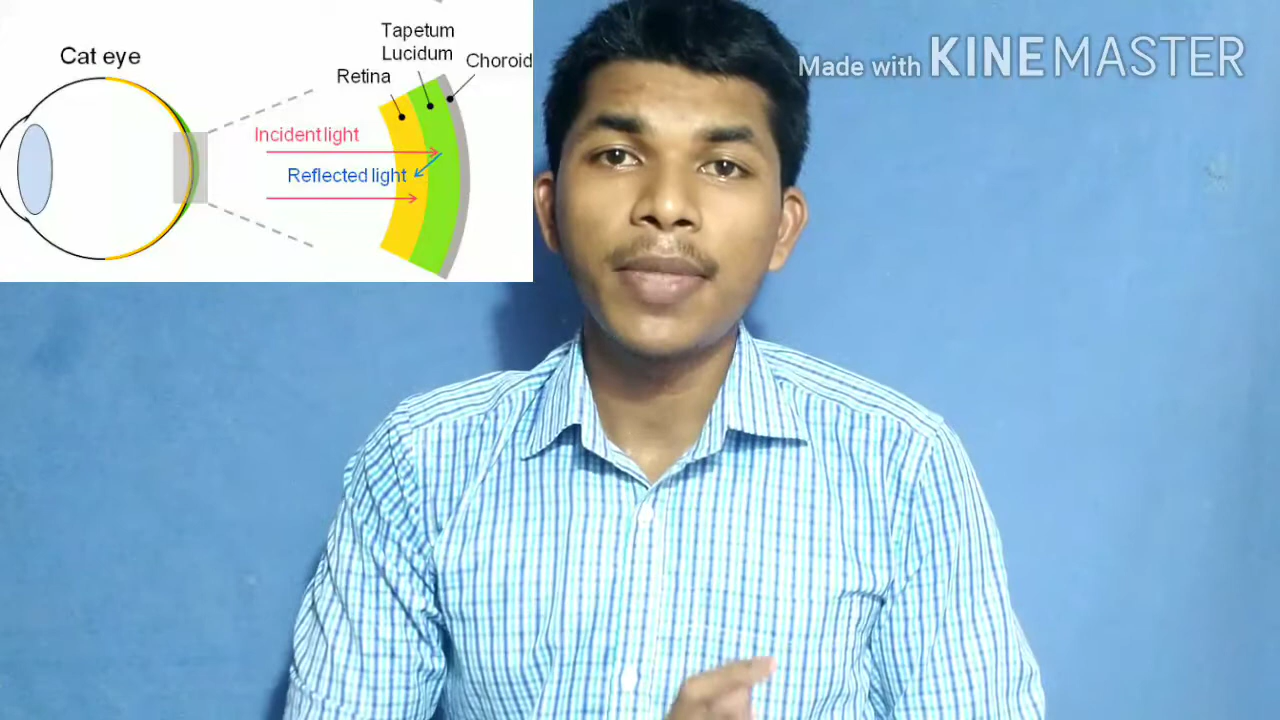 Cat eye
Tapetum
Lucidum
Choroid
Retina
Incident light
Reflected light
Made with KINEMASTER